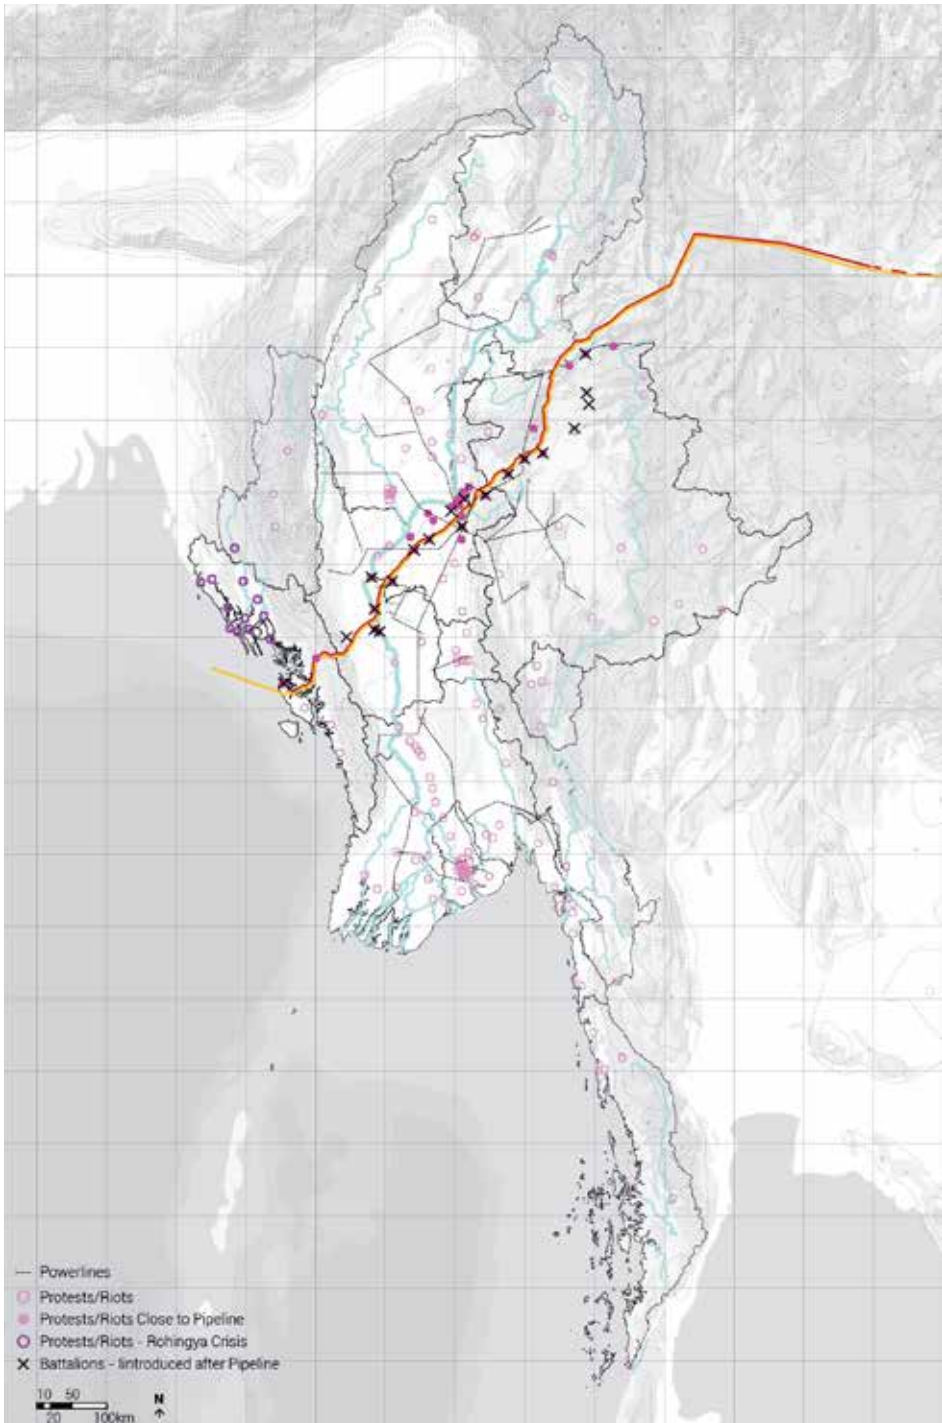 Powerlines
Protests/Riots
Protests/Riots Close to Pipeline
Protests/Riots - Rohingya Crisis
Battalions - Iintroduced after Pipeline
10 50
20 100km
N